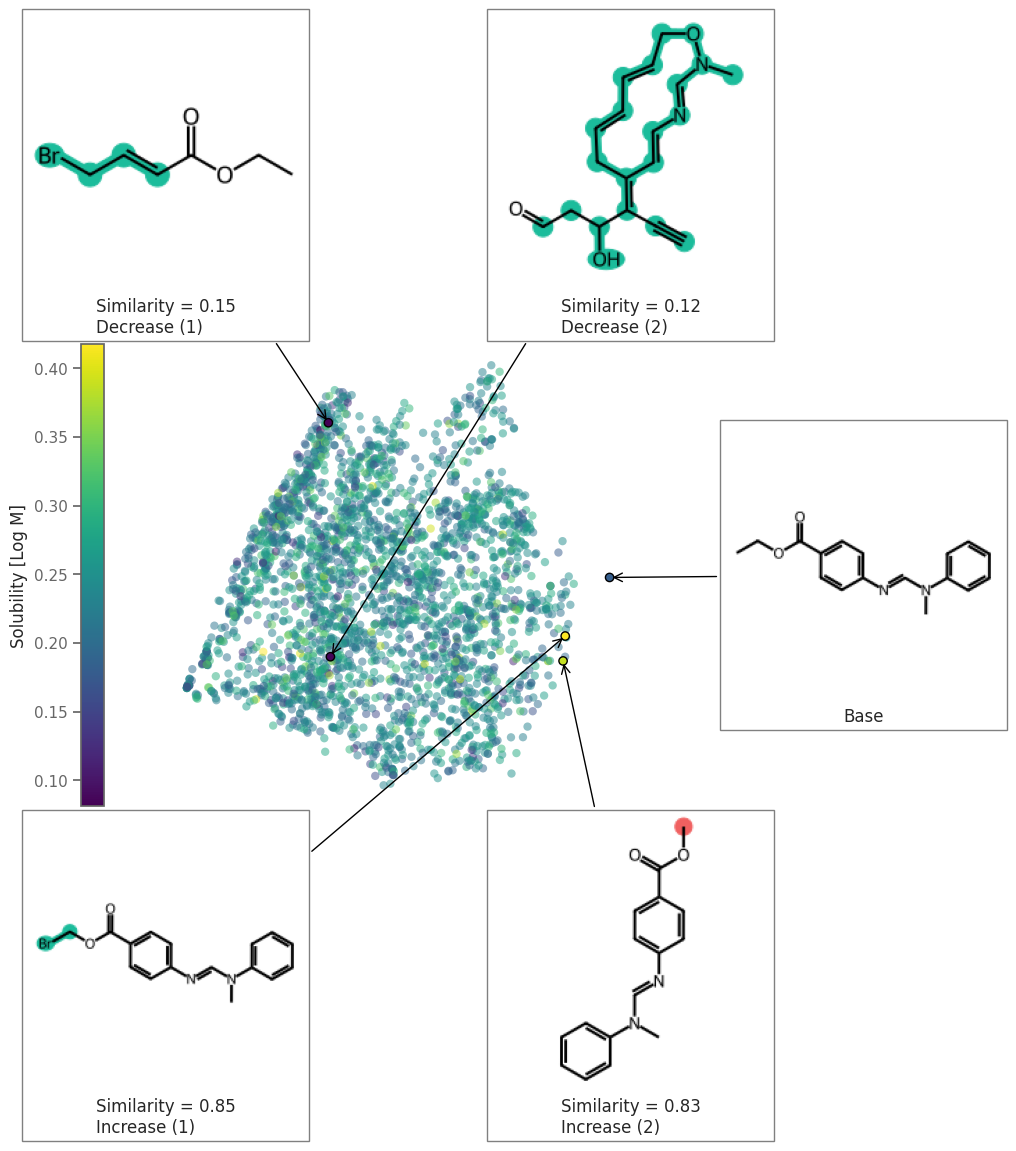 O
Br
O
Similarity = 0.15
Decrease (1)
O
N
N
O
OH
Similarity = 0.12
Decrease (2)
0.40
0.35
0.30
0.25
0.20
0.15
0.10
Solubility [Log M]
O
O
N
N
Base
O
Br
O
N
N
Similarity = 0.85
Increase (1)
O
O
N
N
Similarity = 0.83
Increase (2)